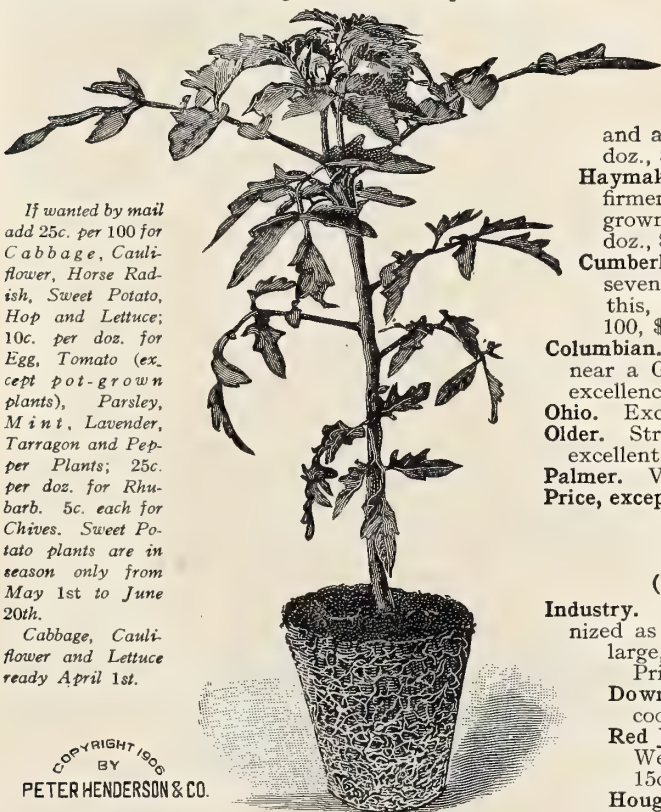 If wanted by mail
add 25c. per 100 for
Cabbage, Cauli-
flower, Horse Rad-
ish, Sweet Potato,
Hop and Lettuce;
10c. per doz. for
Egg, Tomato (ex-
cept pot-grown
plants), Parsley,
Mint, Lavender,
Tarragon and Pep-
per Plants; 25c.
per doz. for Rhu-
barb. 5c. each for
Chives. Sweet Po-
tato plants are in
season only from
May 1st to June
20th.
Cabbage, Cauli-
flower and Lettuce
ready April 1st.
COPYRIGHT 1906
BY
PETER HENDERSON & CO.
and a
doz.,
Haymak
firmer
grown
doz.,
Cumberl
seven
this,
100, $
Columbian.
near a G
excellenc
Ohio. Exc
Older. Str
excellent
Palmer. V
Price, excep
(
Industry.
nized as
large,
Pri
Down
coo
Red
We
15c
Houg